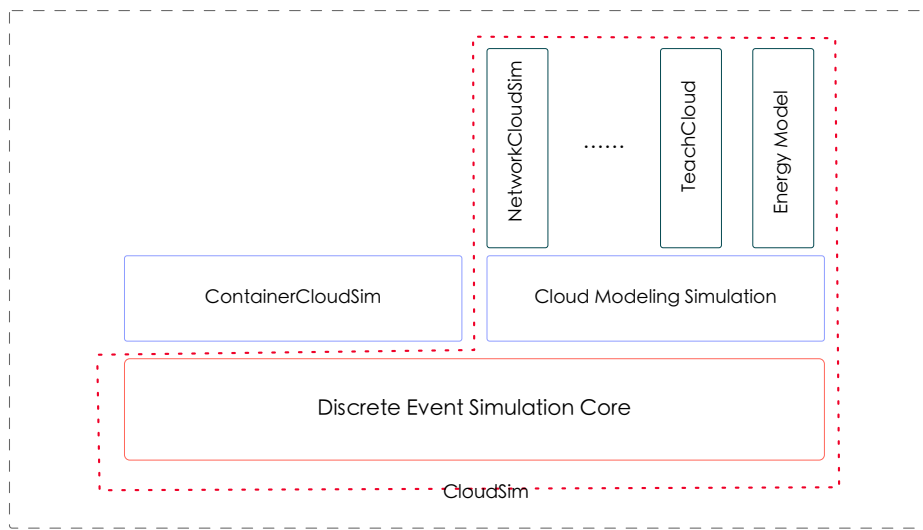 NetworkCloudSim
......
TeachCloud
Energy Model
ContainerCloudSim
Cloud Modeling Simulation
Discrete Event Simulation Core
CloudSim